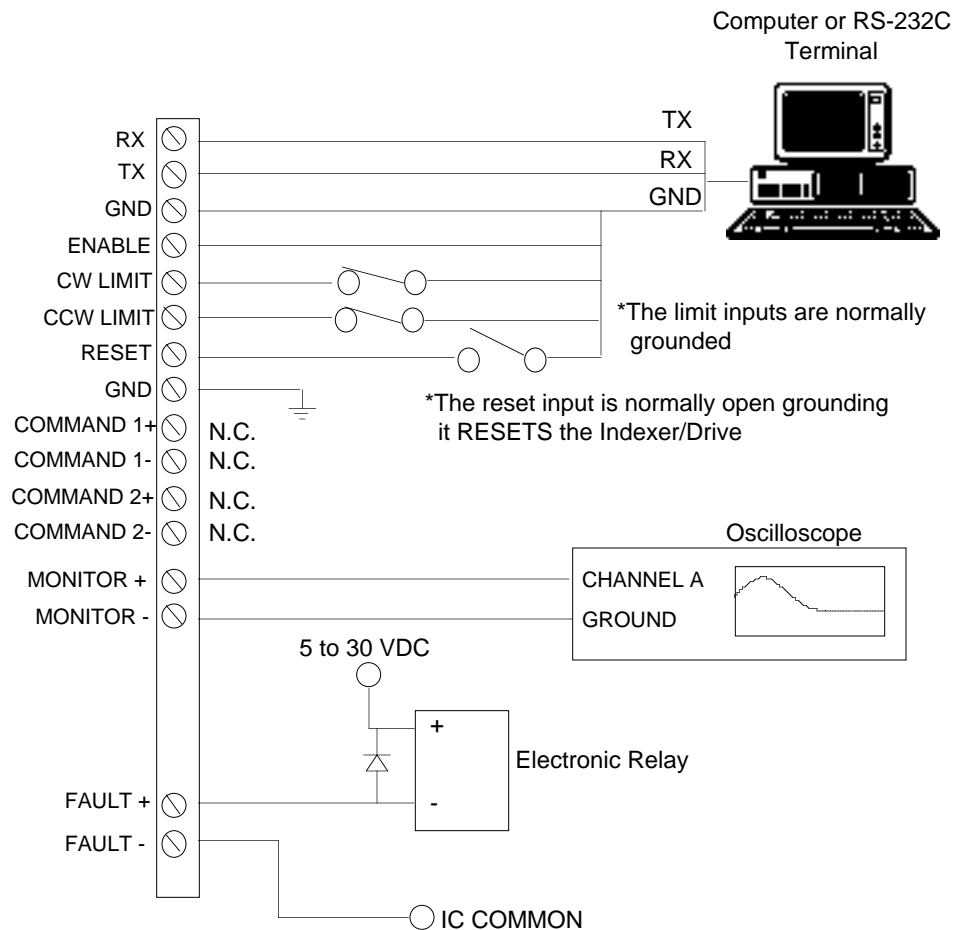 Computer or RS-232C
Terminal
RX
TX
TX
RX
GND
GND
ENABLE
CW LIMIT
CCW LIMIT
*The limit inputs are normally
grounded
RESET
GND
*The reset input is normally open grounding
it RESETS the Indexer/Drive
COMMAND 1+
N.C.
COMMAND 1-
N.C.
COMMAND 2+
N.C.
COMMAND 2-
N.C.
Oscilloscope
MONITOR +
CHANNEL A
MONITOR -
GROUND
5 to 30 VDC
+
Electronic Relay
-
FAULT +
FAULT -
IC COMMON